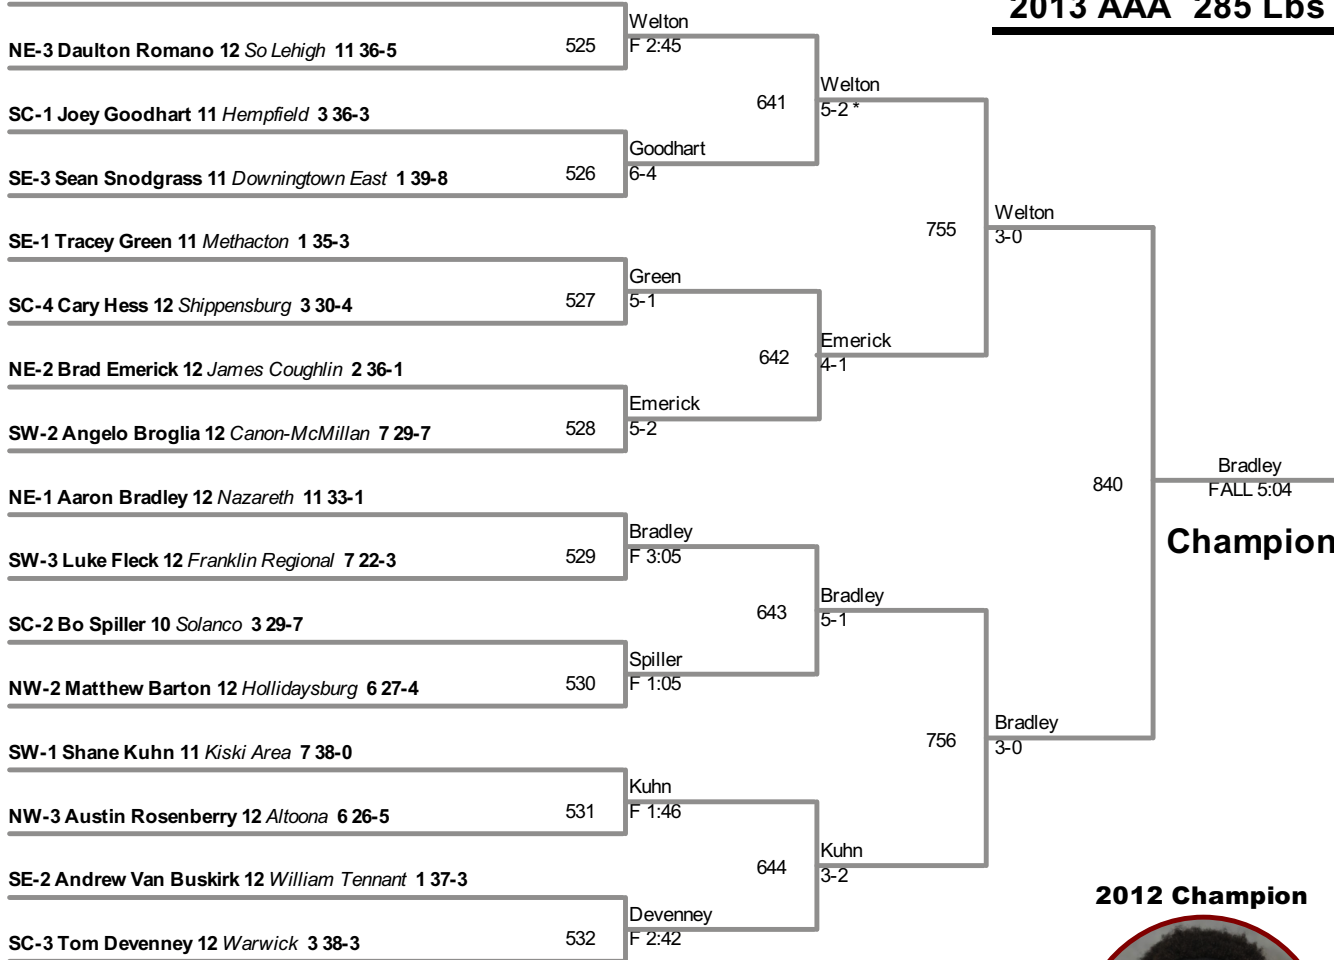 2013 AAA 285 Lbs
Welton
NE-3 Daulton Romano 12 So Lehigh 11 36-5
525
F 2:45
Welton
SC-1 Joey Goodhart 11 Hempfield 3 36-3
641
5-2 *
Goodhart
SE-3 Sean Snodgrass 11 Downingtown East 1 39-8
526
6-4
Welton
SE-1 Tracey Green 11 Methacton 1 35-3
755
3-0
Green
SC-4 Cary Hess 12 Shippensburg 3 30-4
527
5-1
Emerick
NE-2 Brad Emerick 12 James Coughlin 2 36-1
642
4-1
Emerick
SW-2 Angelo Broglia 12 Canon-McMillan 7 29-7
528
5-2
Bradley
840
FALL 5:04
NE-1 Aaron Bradley 12 Nazareth 11 33-1
Bradley
Champion
SW-3 Luke Fleck 12 Franklin Regional 7 22-3
529
F 3:05
Bradley
SC-2 Bo Spiller 10 Solanco 3 29-7
643
5-1
Spiller
NW-2 Matthew Barton 12 Hollidaysburg 6 27-4
530
F 1:05
Bradley
SW-1 Shane Kuhn 11 Kiski Area 7 38-0
756
3-0
Kuhn
NW-3 Austin Rosenberry 12 Altoona 6 26-5
531
F 1:46
Kuhn
SE-2 Andrew Van Buskirk 12 William Tennant 1 37-3
644
3-2
2012 Champion
Devenney
SC-3 Tom Devenney 12 Warwick 3 38-3
532
F 2:42